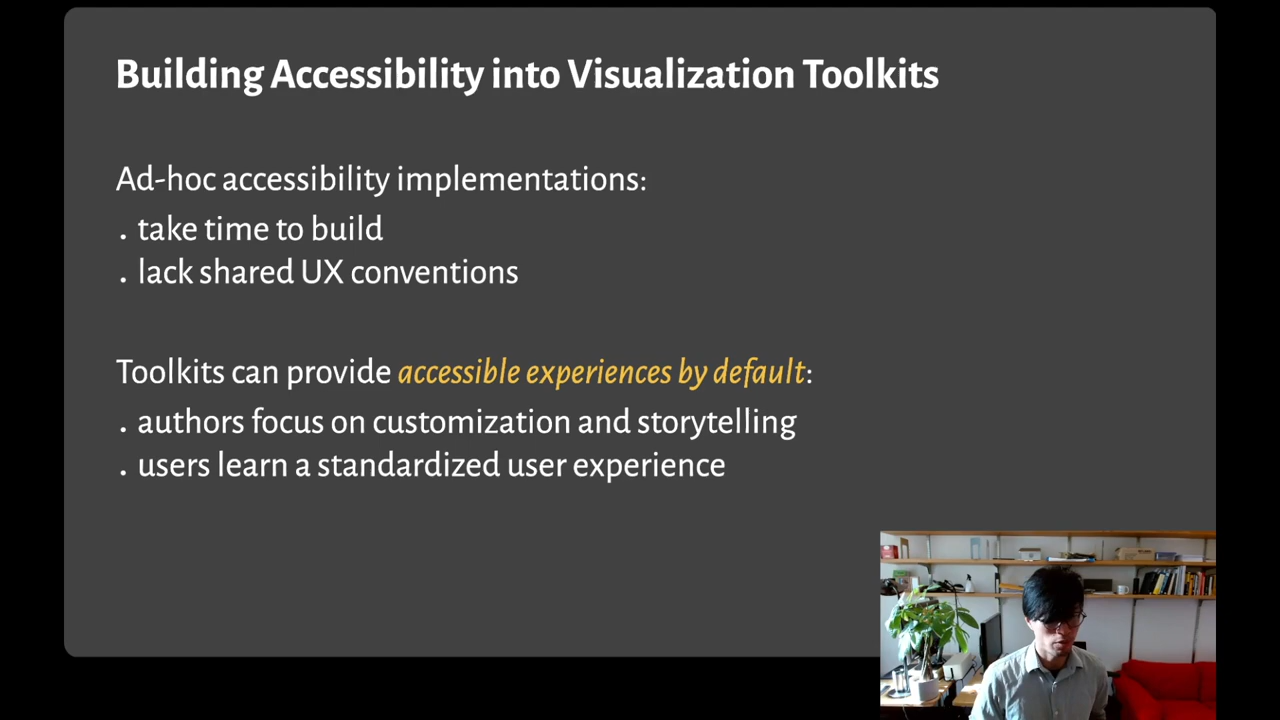 Building Accessibility into Visualization Toolkits
Ad-hoc accessibility implementations:
. take time to build
. lack shared UX conventions
Toolkits can provide accessible experiences by default:
. authors focus on customization and storytelling
. users learn a standardized user experience